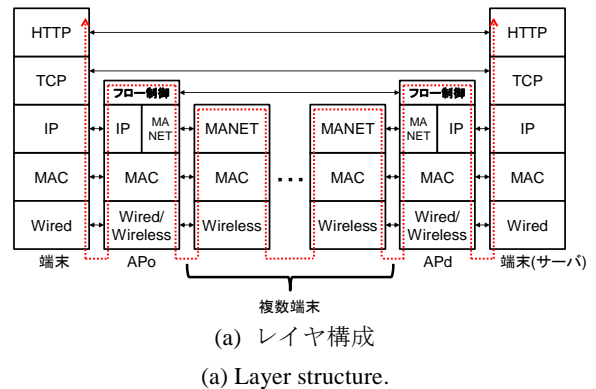 HTTP HTTP
TCP TCP
フロー制御 フロー制御
IP IP MA NET MANET MANET MA NET IP IP
MAC MAC MAC ・・・ MAC MAC MAC
Wired Wired/ Wireless Wireless Wireless Wired/ Wireless Wired
端末 APo APd 端末(サーバ)
複数端末
(a) レイヤ構成
(a) Layer structure.